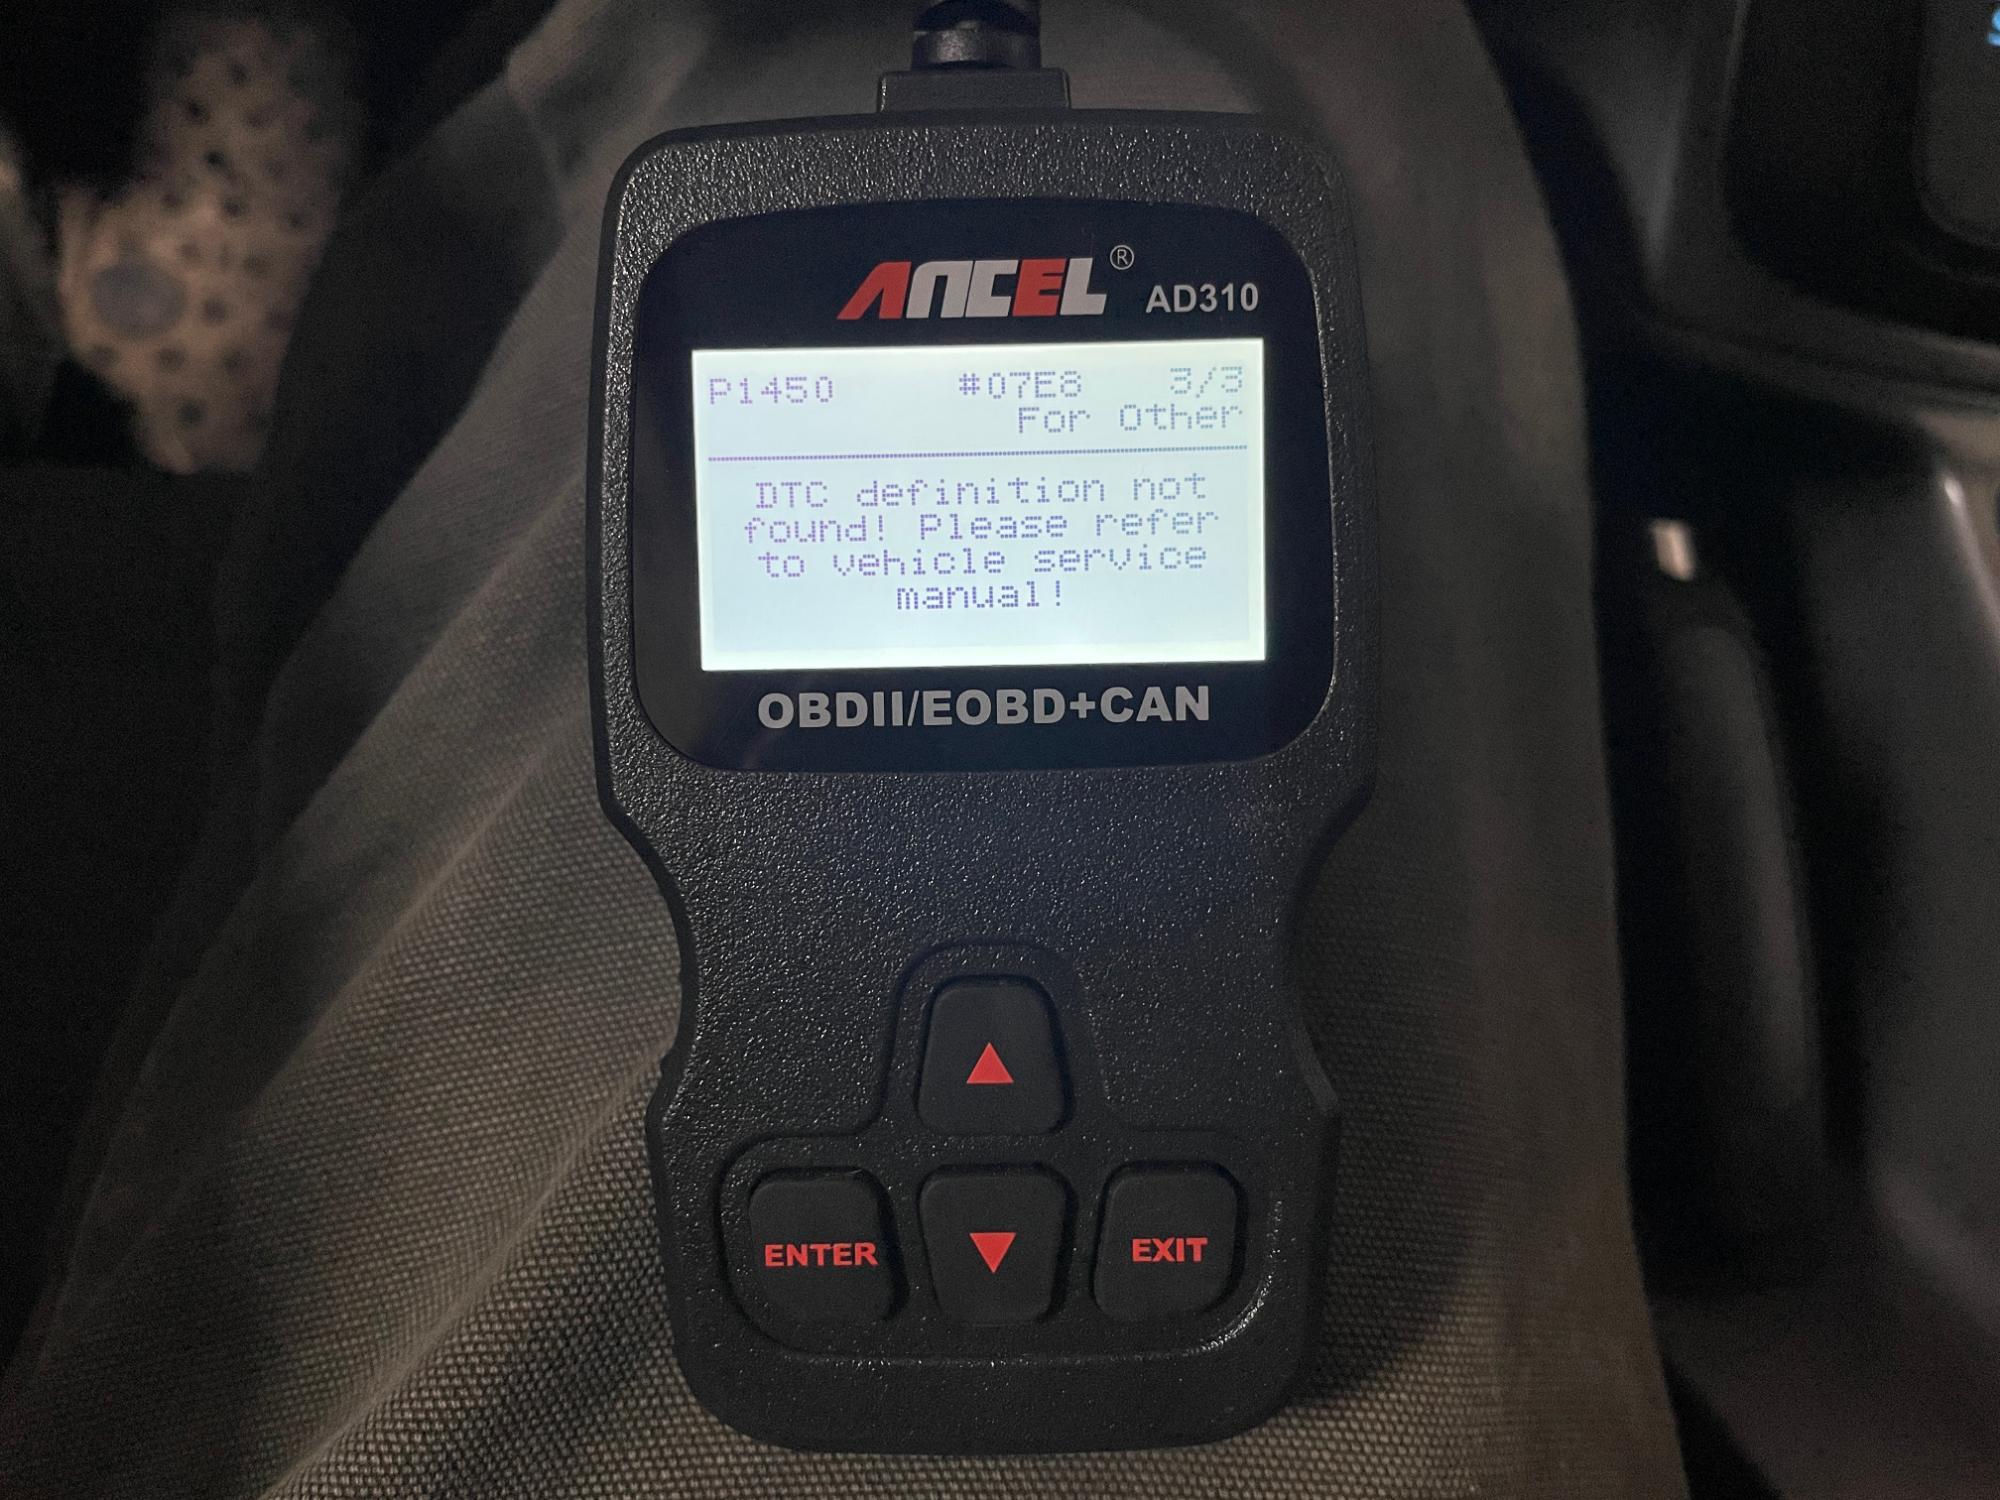 ANCEL® AD310
P1450 #07E8 3/3
For Other
DTC definition not
found! Please refer
to vehicle service
manual!
OBDII/EOBD+CAN
ENTER
EXIT